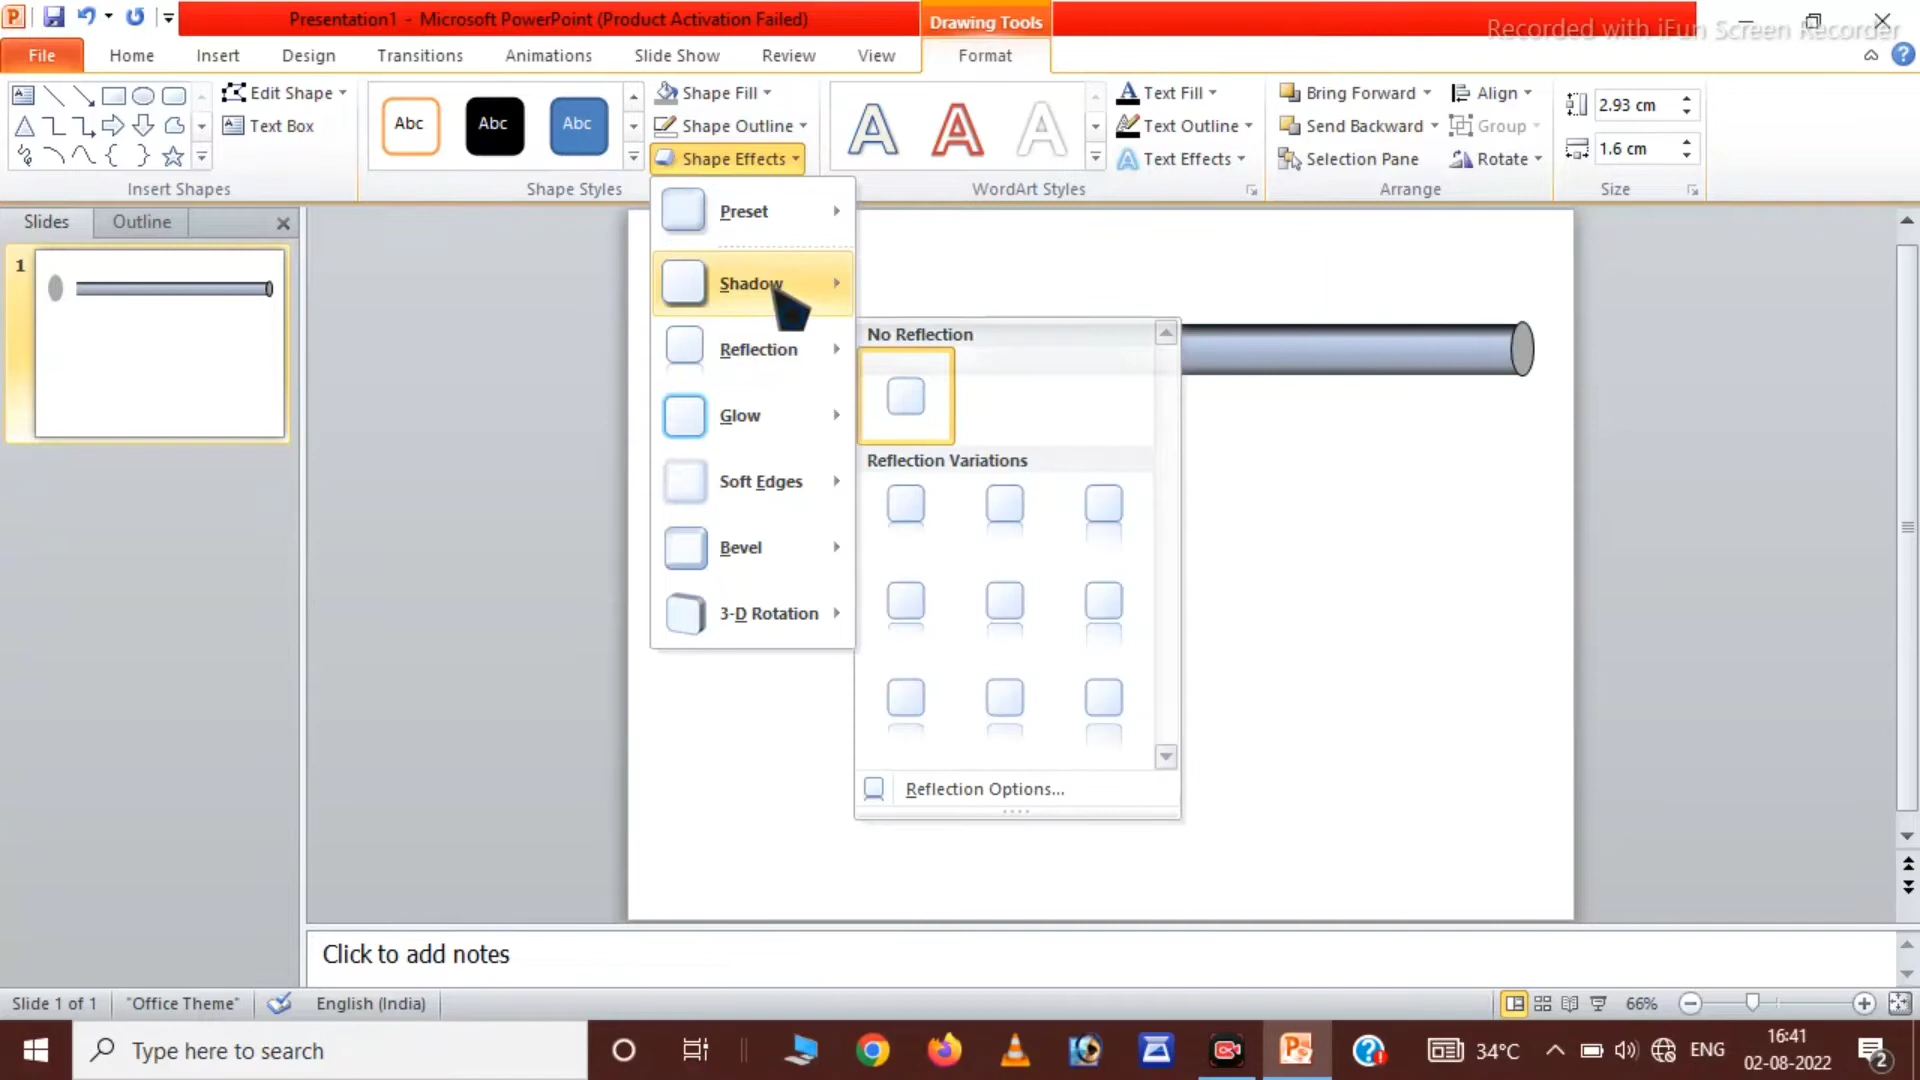 Presentation1 - Microsoft PowerPoint (Product Activation Failed)
Drawing Tools
Recorded with iFun Screen Recorder
File
Home
Insert
Design
Transitions
Animations
Slide Show
Review
View
Format
Edit Shape
Text Box
Insert Shapes
Abc
Abc
Abc
Shape Styles
Shape Fill
Shape Outline
Shape Effects
WordArt Styles
Text Fill
Text Outline
Text Effects
Bring Forward
Send Backward
Selection Pane
Align
Group
Rotate
Arrange
2.93 cm
1.6 cm
Size
Slides
Outline
1
Preset
Shadow
Reflection
Glow
Soft Edges
Bevel
3-D Rotation
No Reflection
Reflection Variations
Reflection Options...
Click to add notes
Slide 1 of 1
"Office Theme"
English (India)
66%
Type here to search
34°C
ENG
16:41
02-08-2022
2